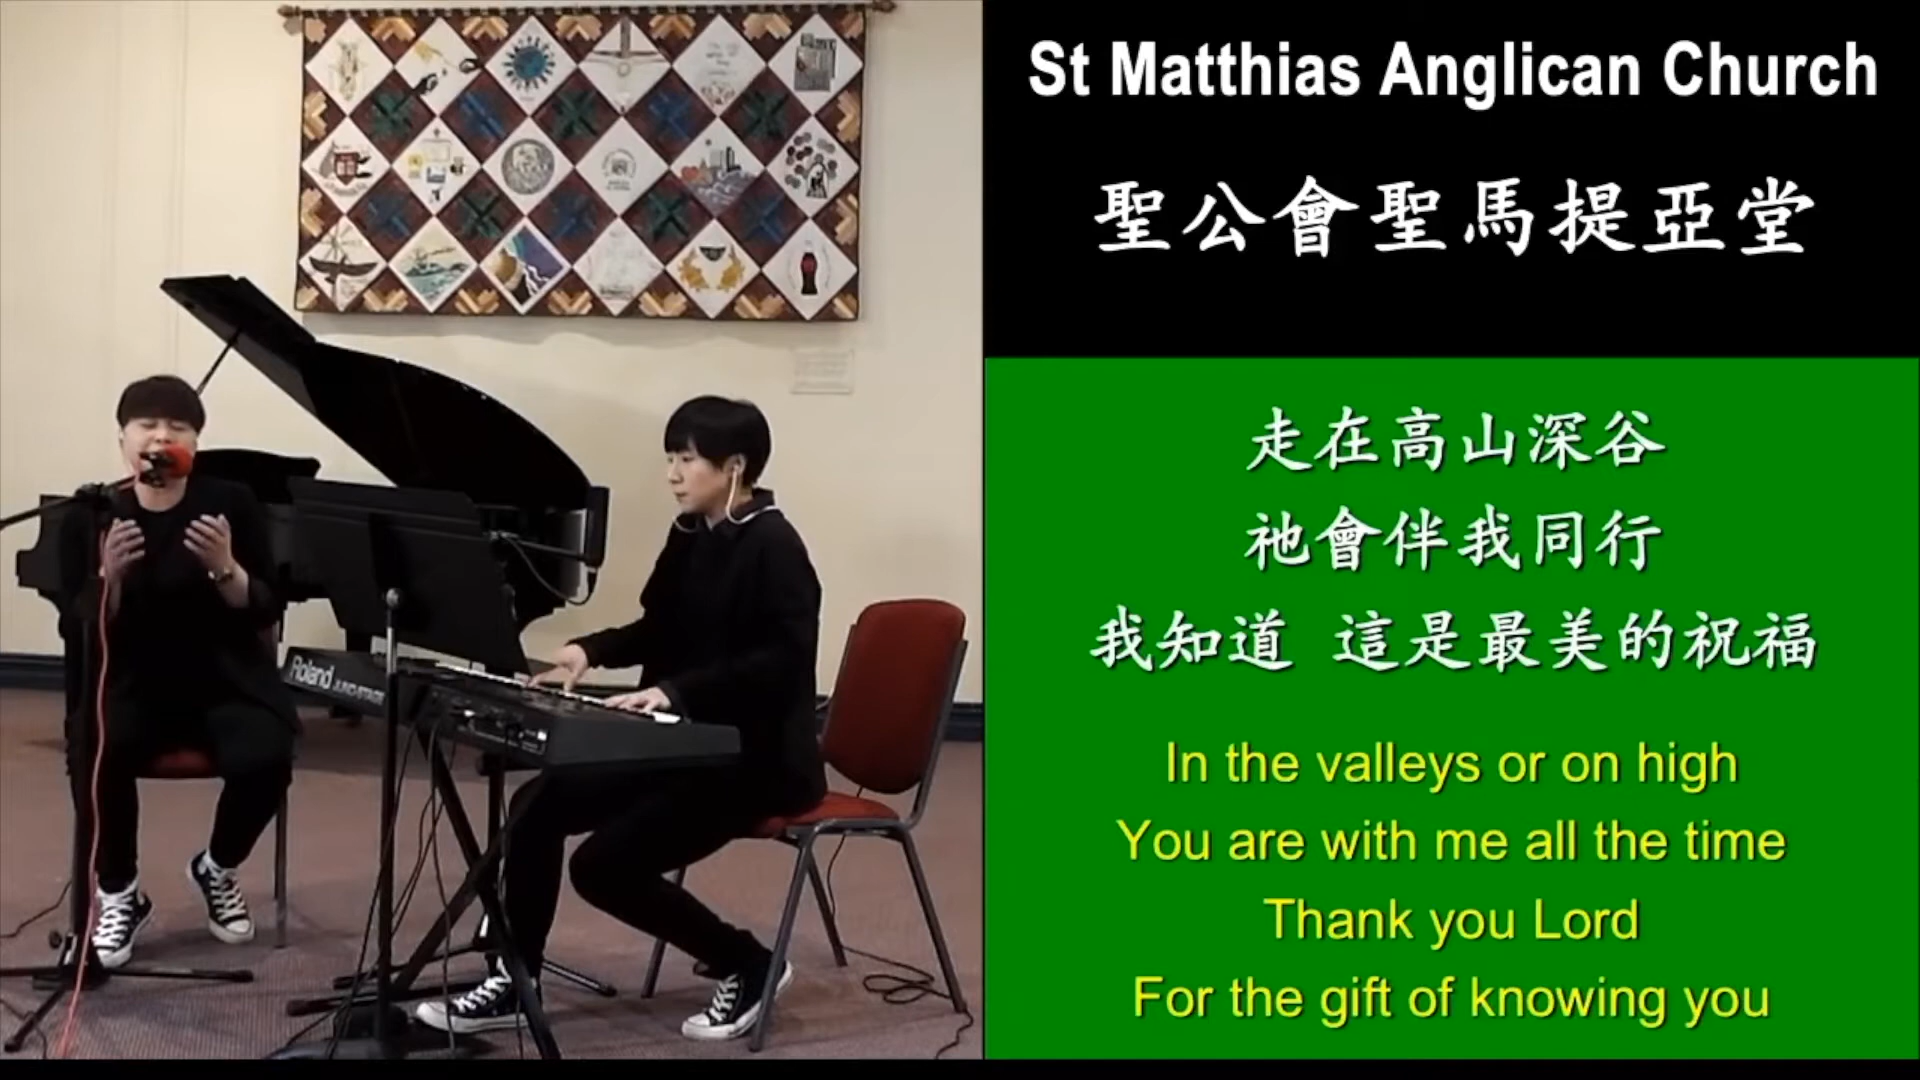 St Matthias Anglican Church
聖公會聖馬提亞堂
走在高山深谷
祂會伴我同行
我知道 這是最美的祝福
In the valleys or on high
You are with me all the time
Thank you Lord
For the gift of knowing you
Roland JUNO-STAGE